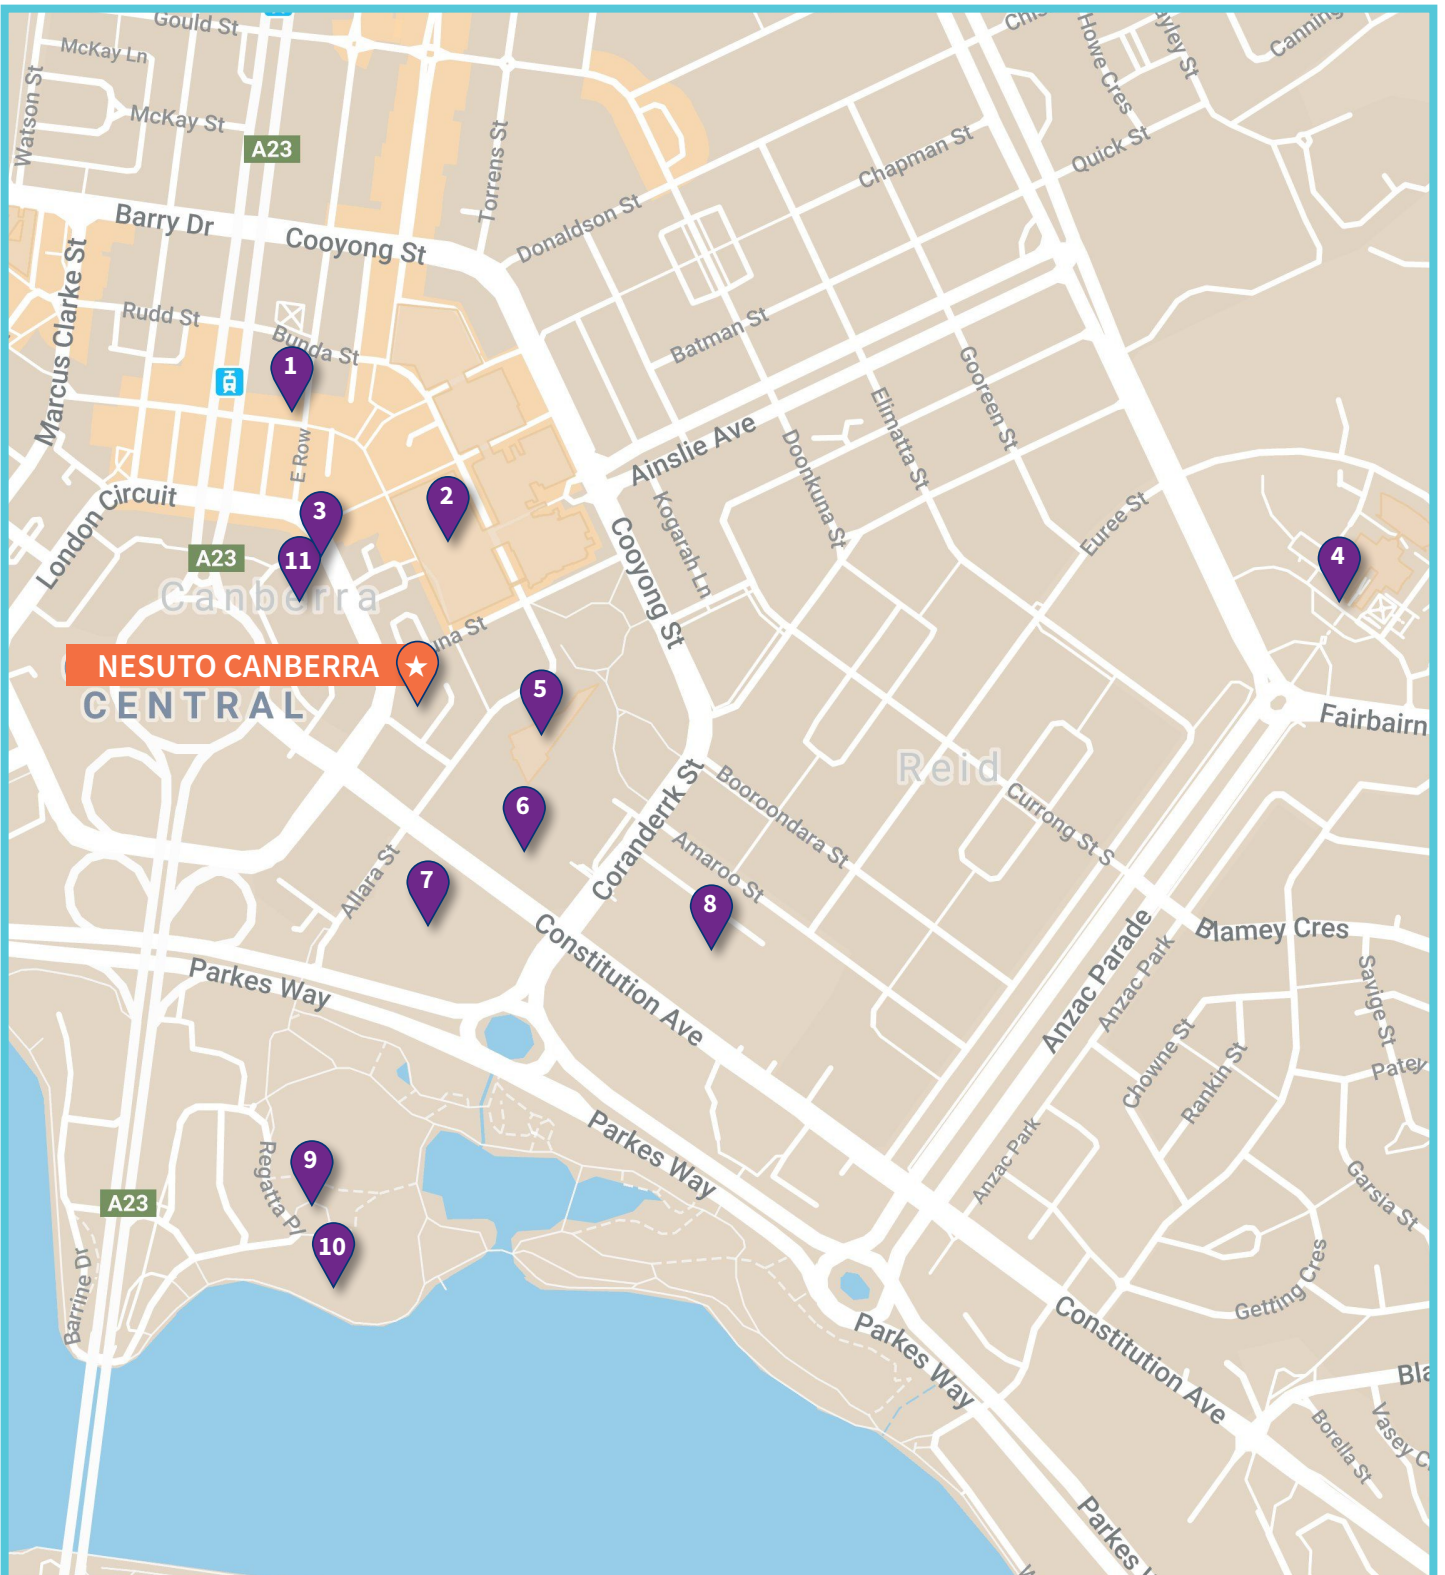 Gould St
McKay Ln
Watson St
McKay St
A23
Torrens St
Howe Cres
Canning
Chapman St
Quick St
Barry Dr
Cooyong St
Donaldson St
Marcus Clarke St
Rudd St
Bunda St
Batman St
1
E Row
Ainslie Ave
Gooreen St
Elimatta St
Doonkuna St
Kogarah Ln
London Circuit
2
3
11
A23
Canberra
Cooyong St
Euree St
4
NESUTO CANBERRA
CENTRAL
5
Fairbairn
Reid
6
Coranderrk St
Booroondara St
Currong St S
Amaroo St
Allara St
7
8
Constitution Ave
Blamey Cres
Anzac Parade
Anzac Park
Parkes Way
Savige St
Chowne St
Rankin St
Patey
Anzac Park
Parkes Way
Regatta Pl
9
10
A23
Garsia St
Barrine Dr
Getting Cres
Constitution Ave
Parkes Way
Borella St
Parkes